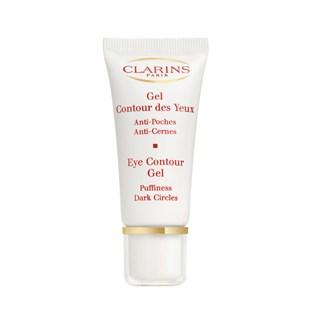 CLARINS
PARIS
Gel
Contour des Yeux
Anti-Poches
Anti-Cernes
Eye Contour
Gel
Puffiness
Dark Circles